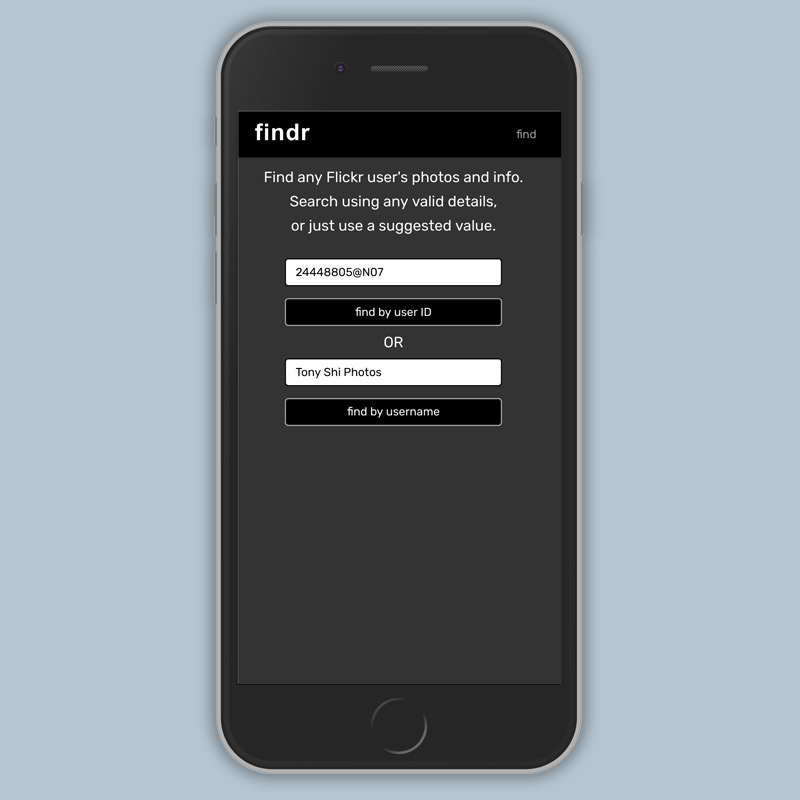 findr
find
Find any Flickr user's photos and info.
Search using any valid details,
or just use a suggested value.
24448805@N07
find by user ID
OR
Tony Shi Photos
find by username